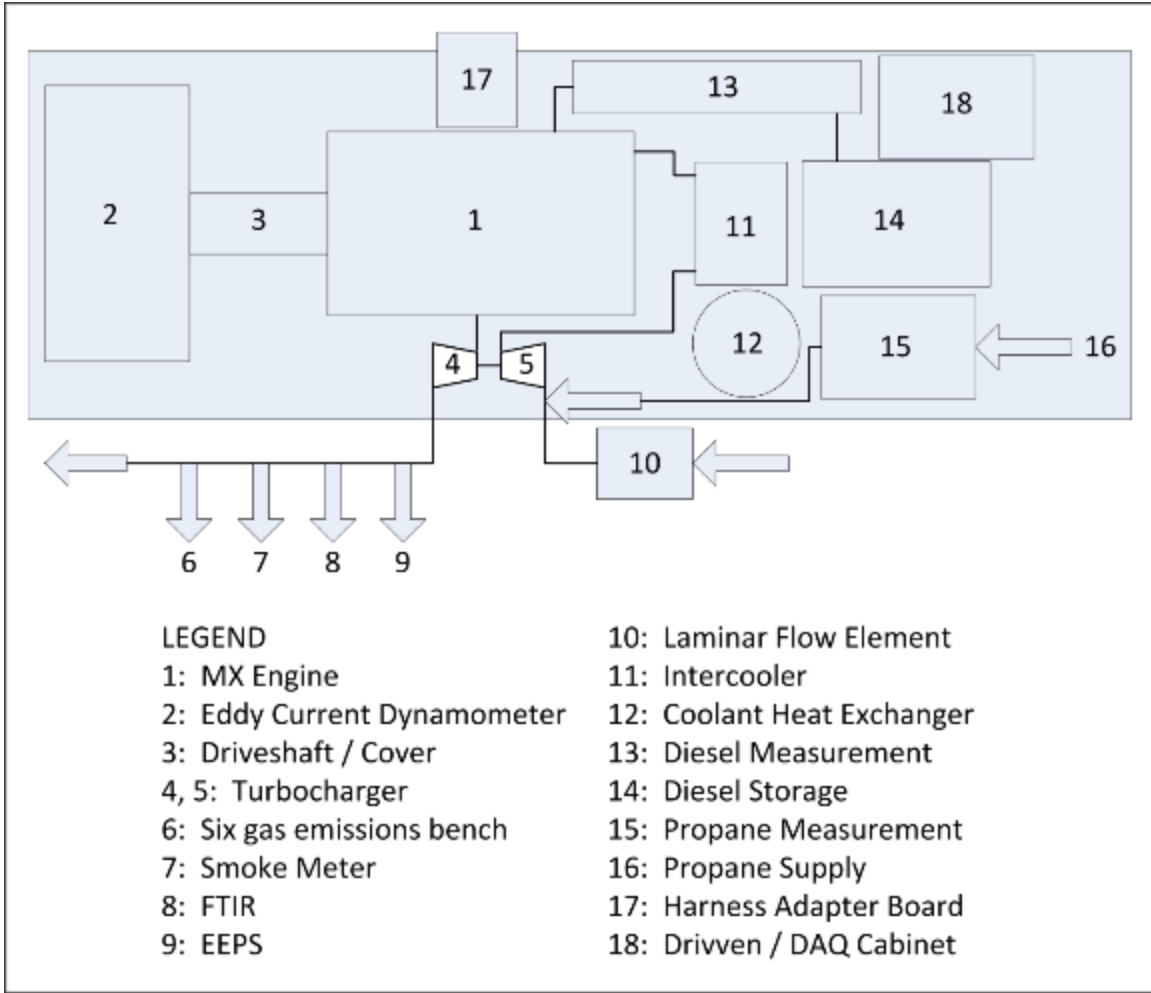 17
13
18
2
3
1
11
14
4
5
12
15
16
10
6
7
8
9
LEGEND
1: MX Engine
2: Eddy Current Dynamometer
3: Driveshaft / Cover
4, 5: Turbocharger
6: Six gas emissions bench
7: Smoke Meter
8: FTIR
9: EEPS
10: Laminar Flow Element
11: Intercooler
12: Coolant Heat Exchanger
13: Diesel Measurement
14: Diesel Storage
15: Propane Measurement
16: Propane Supply
17: Harness Adapter Board
18: Drivven / DAQ Cabinet